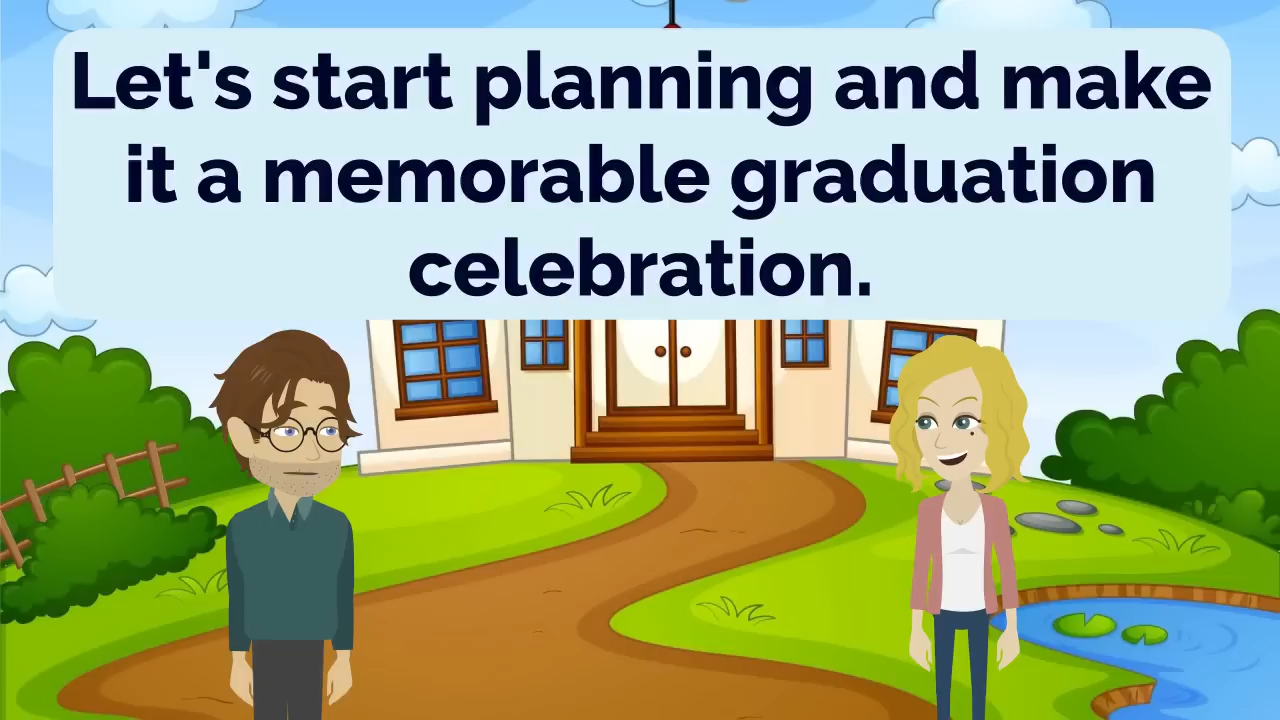 Let's start planning and make
it a memorable graduation
celebration.